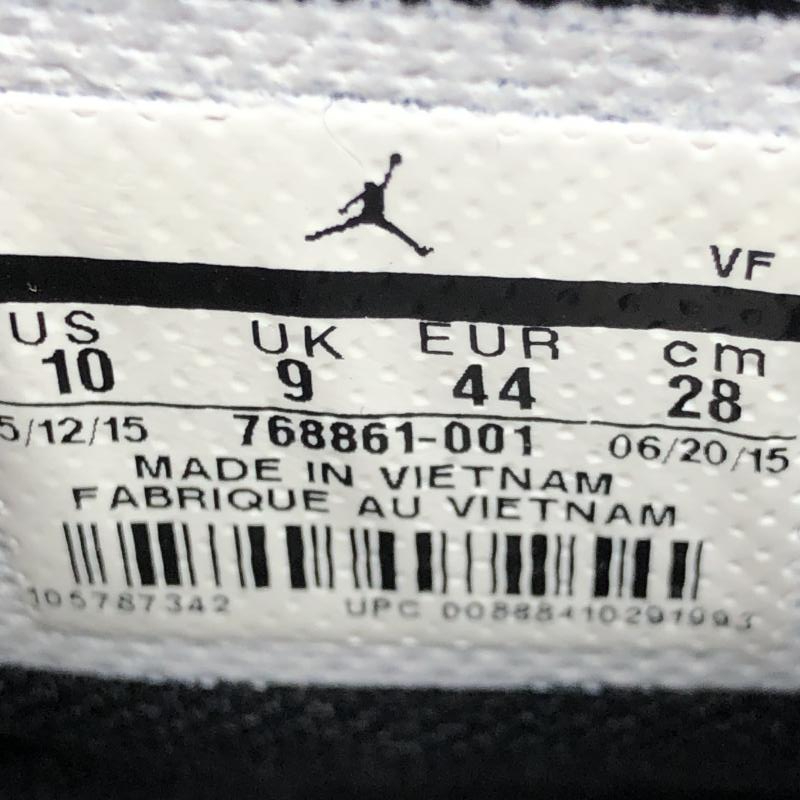 VF
US UK EUR cm
10 9 44 28
5/12/15 768861-001 06/20/15
MADE IN VIETNAM
FABRIQUE AU VIETNAM
105787342 UPC 00888410291993